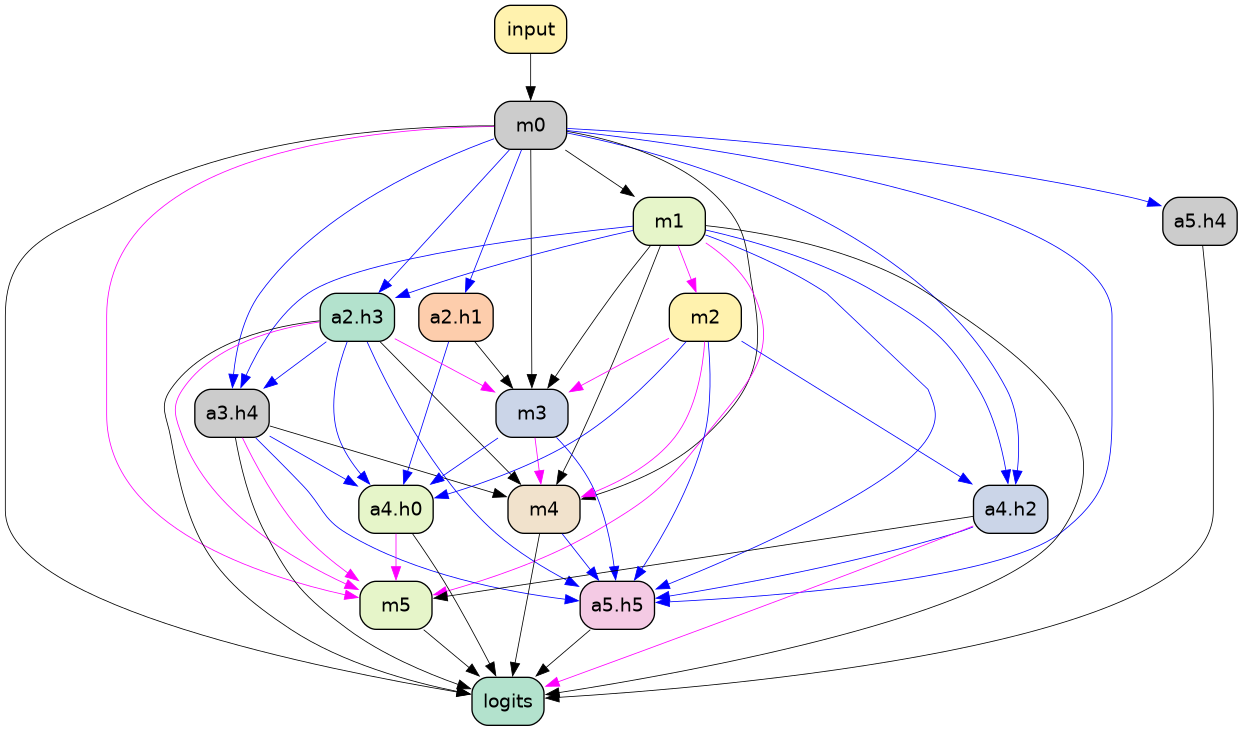 input
m0
m1
a5.h4
a2.h3
a2.h1
m2
a3.h4
m3
a4.h0
m4
a4.h2
m5
a5.h5
logits